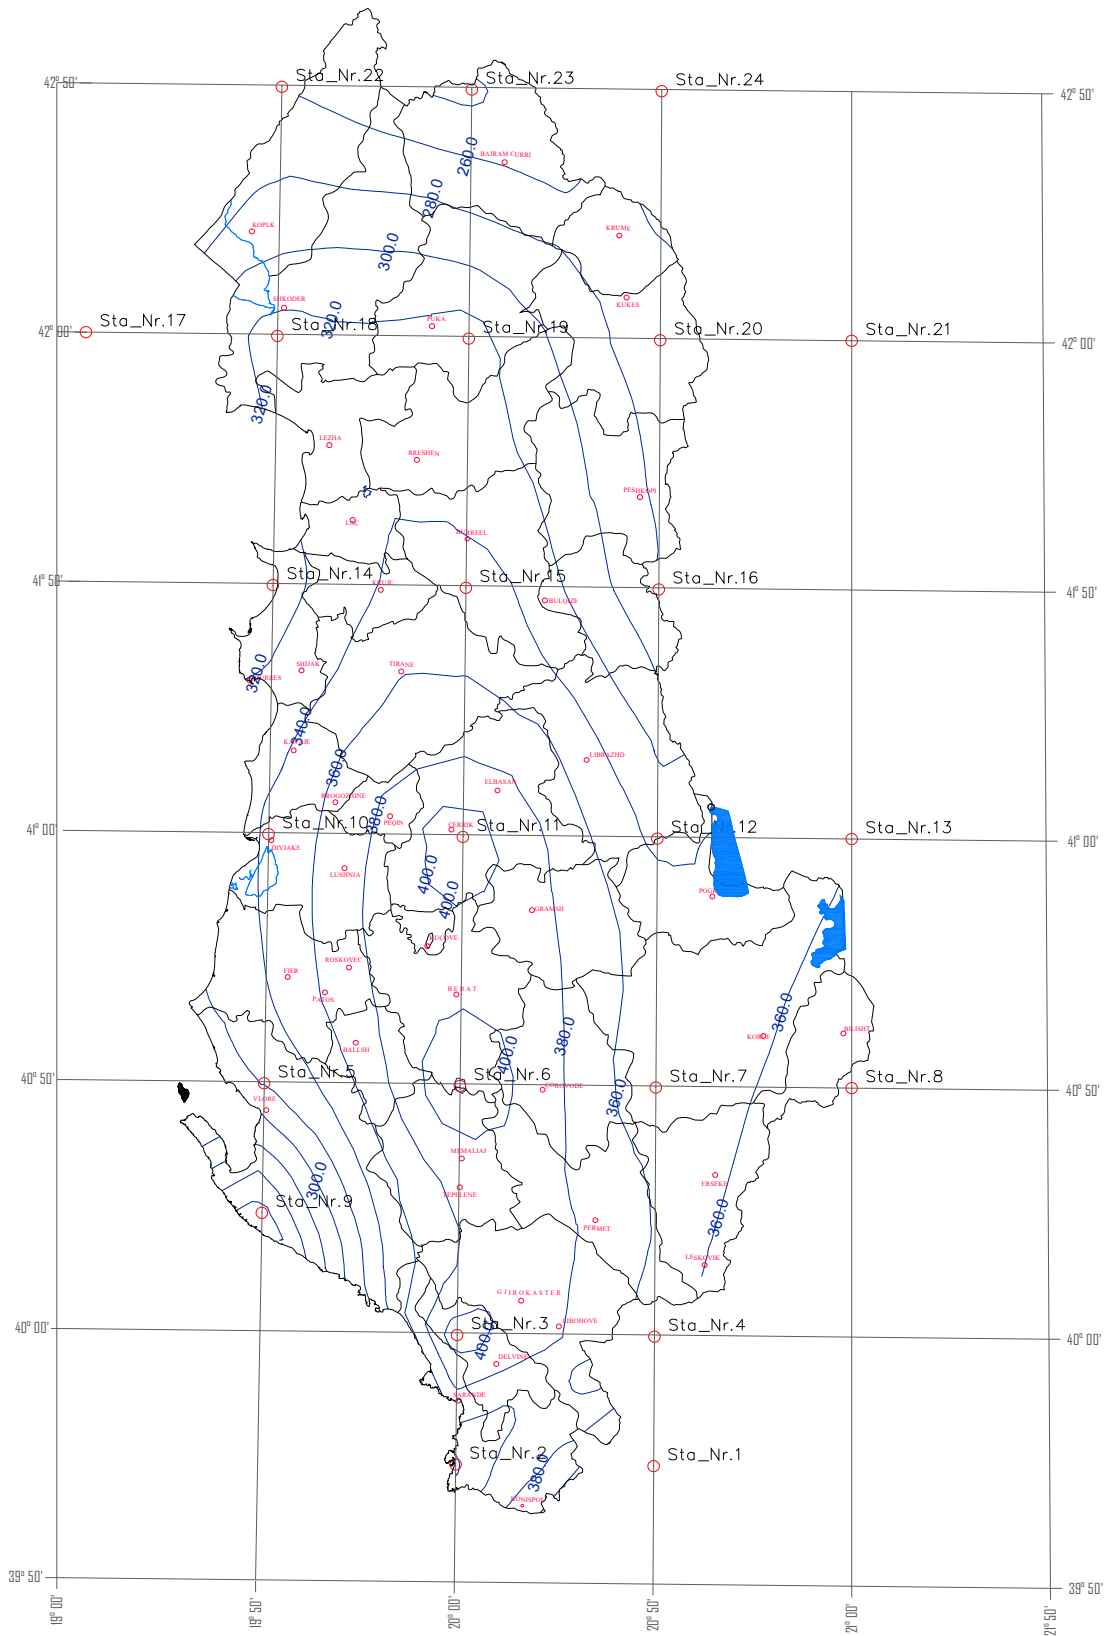 Sta_Nr.22
Sta_Nr.23
Sta_Nr.24
42° 50'
42° 50'
BAJRAM CURRI
260.0
280.0
KOPLK
KRUME
300.0
SHKODER
KUKES
320.0
PUKA
Sta_Nr.17
Sta_Nr.18
Sta_Nr.19
Sta_Nr.20
Sta_Nr.21
42° 00'
42° 00'
320.0
LEZHA
RRESHEN
PESHKOPI
LAÇ
BURREEL
Sta_Nr.14
Sta_Nr.15
Sta_Nr.16
41° 50'
41° 50'
KRUJE
BULQIZE
SHIJAK
TIRANE
320.0
340.0
LIBRAZHD
360.0
ELBASAN
RROGOZHINE
380.0
PEQIN
CERRIK
Sta_Nr.10
Sta_Nr.11
Sta_Nr.12
Sta_Nr.13
41° 00'
41° 00'
DIVJAKE
LUSHNJA
400.0
400.0
GRAMSH
KUÇOVE
ROSKOVEC
FIER
BERAT
PATOS
360.0
BILISHT
KORÇE
380.0
400.0
BALLSH
Sta_Nr.5
Sta_Nr.6
Sta_Nr.7
Sta_Nr.8
40° 50'
40° 50'
VLORE
360.0
MEMALIAJ
300.0
ERSEKE
TEPELENE
Sta_Nr.9
360.0
PERMET
LESKOVIK
GJIROKASTER
LIBOHOVE
Sta_Nr.3
Sta_Nr.4
40° 00'
40° 00'
400.0
DELVINE
SARANDE
Sta_Nr.2
Sta_Nr.1
380.0
KONISPOL
39° 50'
39° 50'
19° 00'
19° 50'
20° 00'
20° 50'
21° 00'
21° 50'